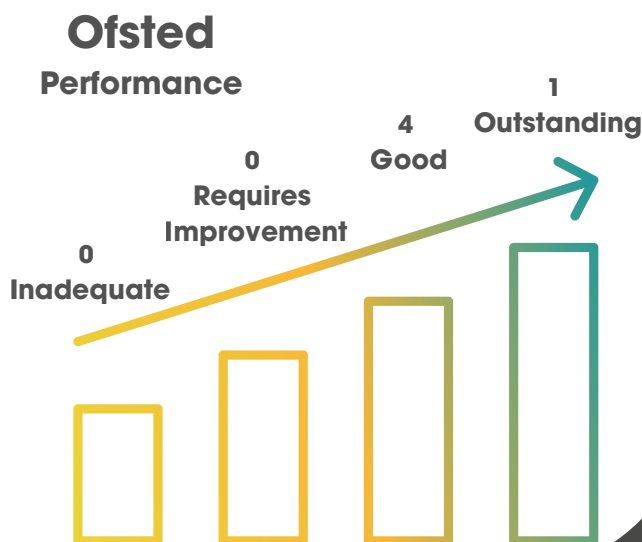 Ofsted
Performance
0
Inadequate
0
Requires
Improvement
4
Good
1
Outstanding